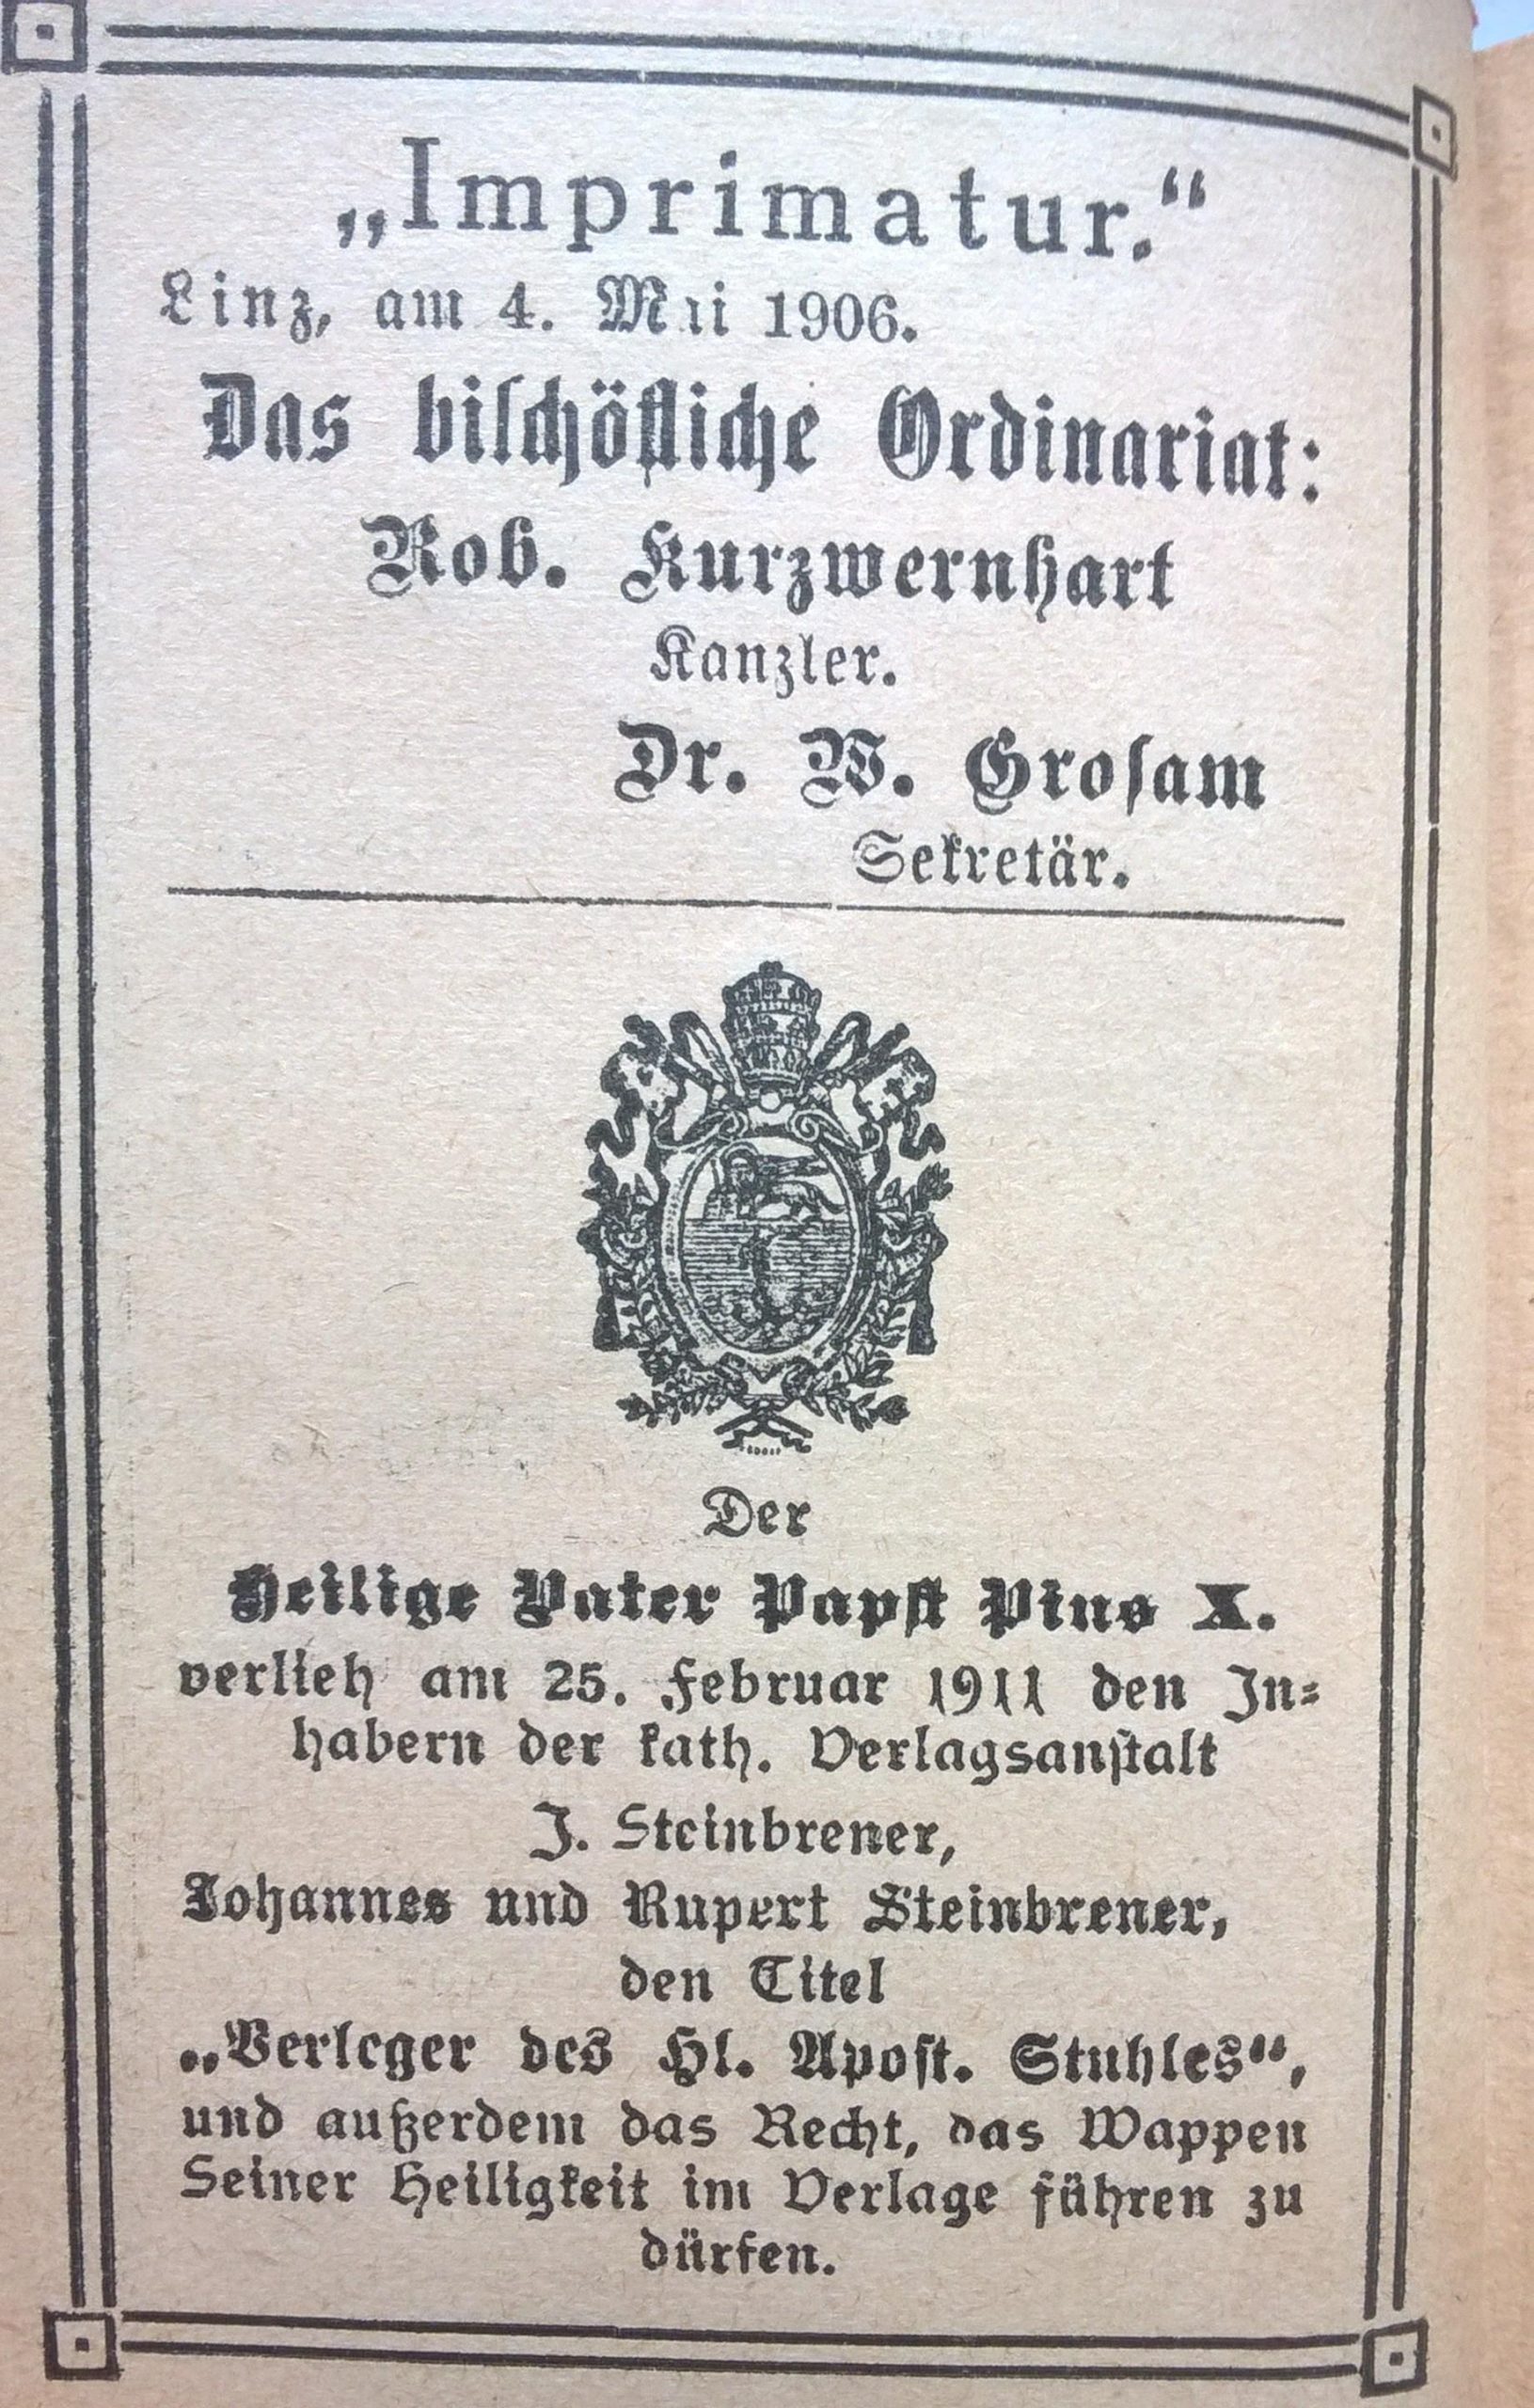 „Imprimatur.“
Linz, am 4. Mai 1906.
Das bischöfliche Ordinariat:
Rob. Kurzwernhart
Kanzler.
Dr. W. Grosam
Sekretär.
Der
Heilige Vater Papst Pius X.
verlieh am 25. Februar 1911 den In-
habern der kath. Verlagsanstalt
J. Steinbrener,
Johannes und Rupert Steinbrener,
den Titel
„Verleger des Hl. Apost. Stuhles“,
und außerdem das Recht, das Wappen
Seiner Heiligkeit im Verlage führen zu
dürfen.